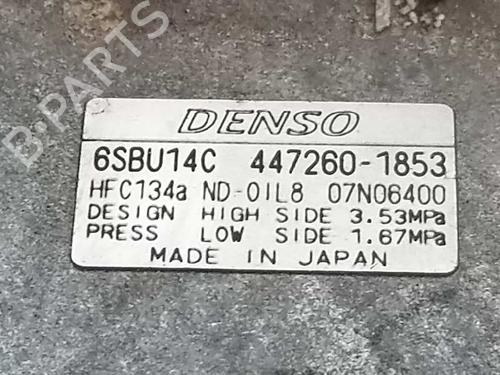 B-PARTS
DENSO
6SBU14C 447260-1853
HFC134a ND-OIL8 07N06400
DESIGN HIGH SIDE 3.53MPa
PRESS LOW SIDE 1.67MPa
MADE IN JAPAN